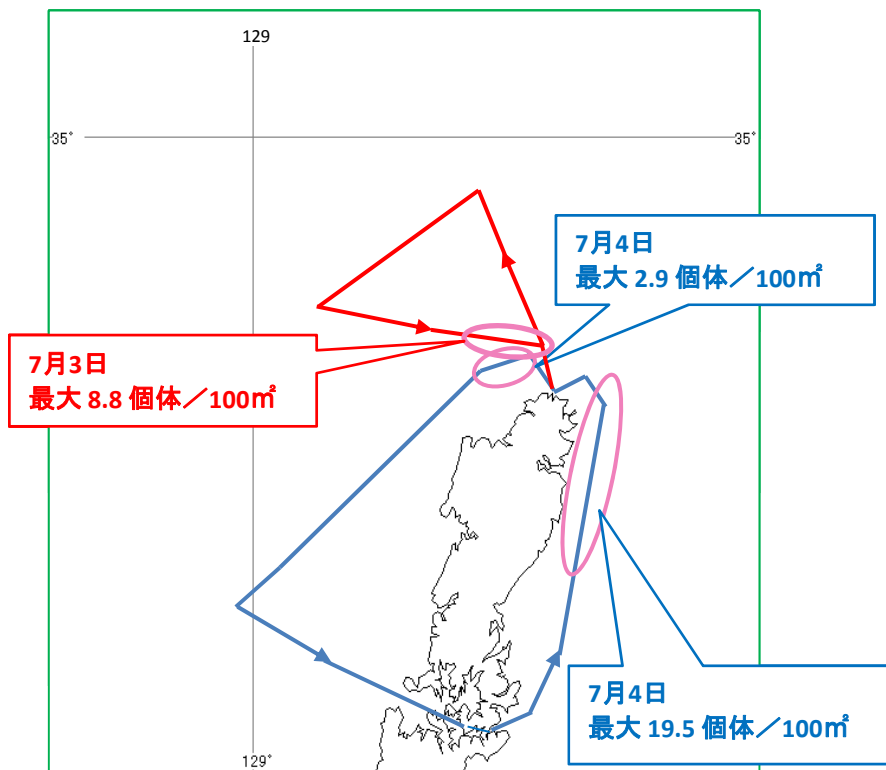 129
35°
35°
7月4日
最大 2.9 個体／100㎡
7月3日
最大 8.8 個体／100㎡
7月4日
最大 19.5 個体／100㎡
129°